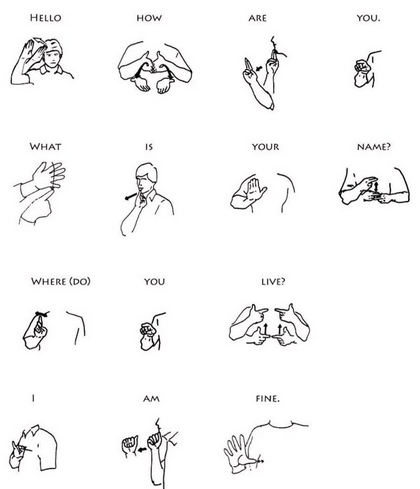 HELLO HOW ARE YOU.
WHAT IS YOUR NAME?
WHERE (DO) YOU LIVE?
I AM FINE.